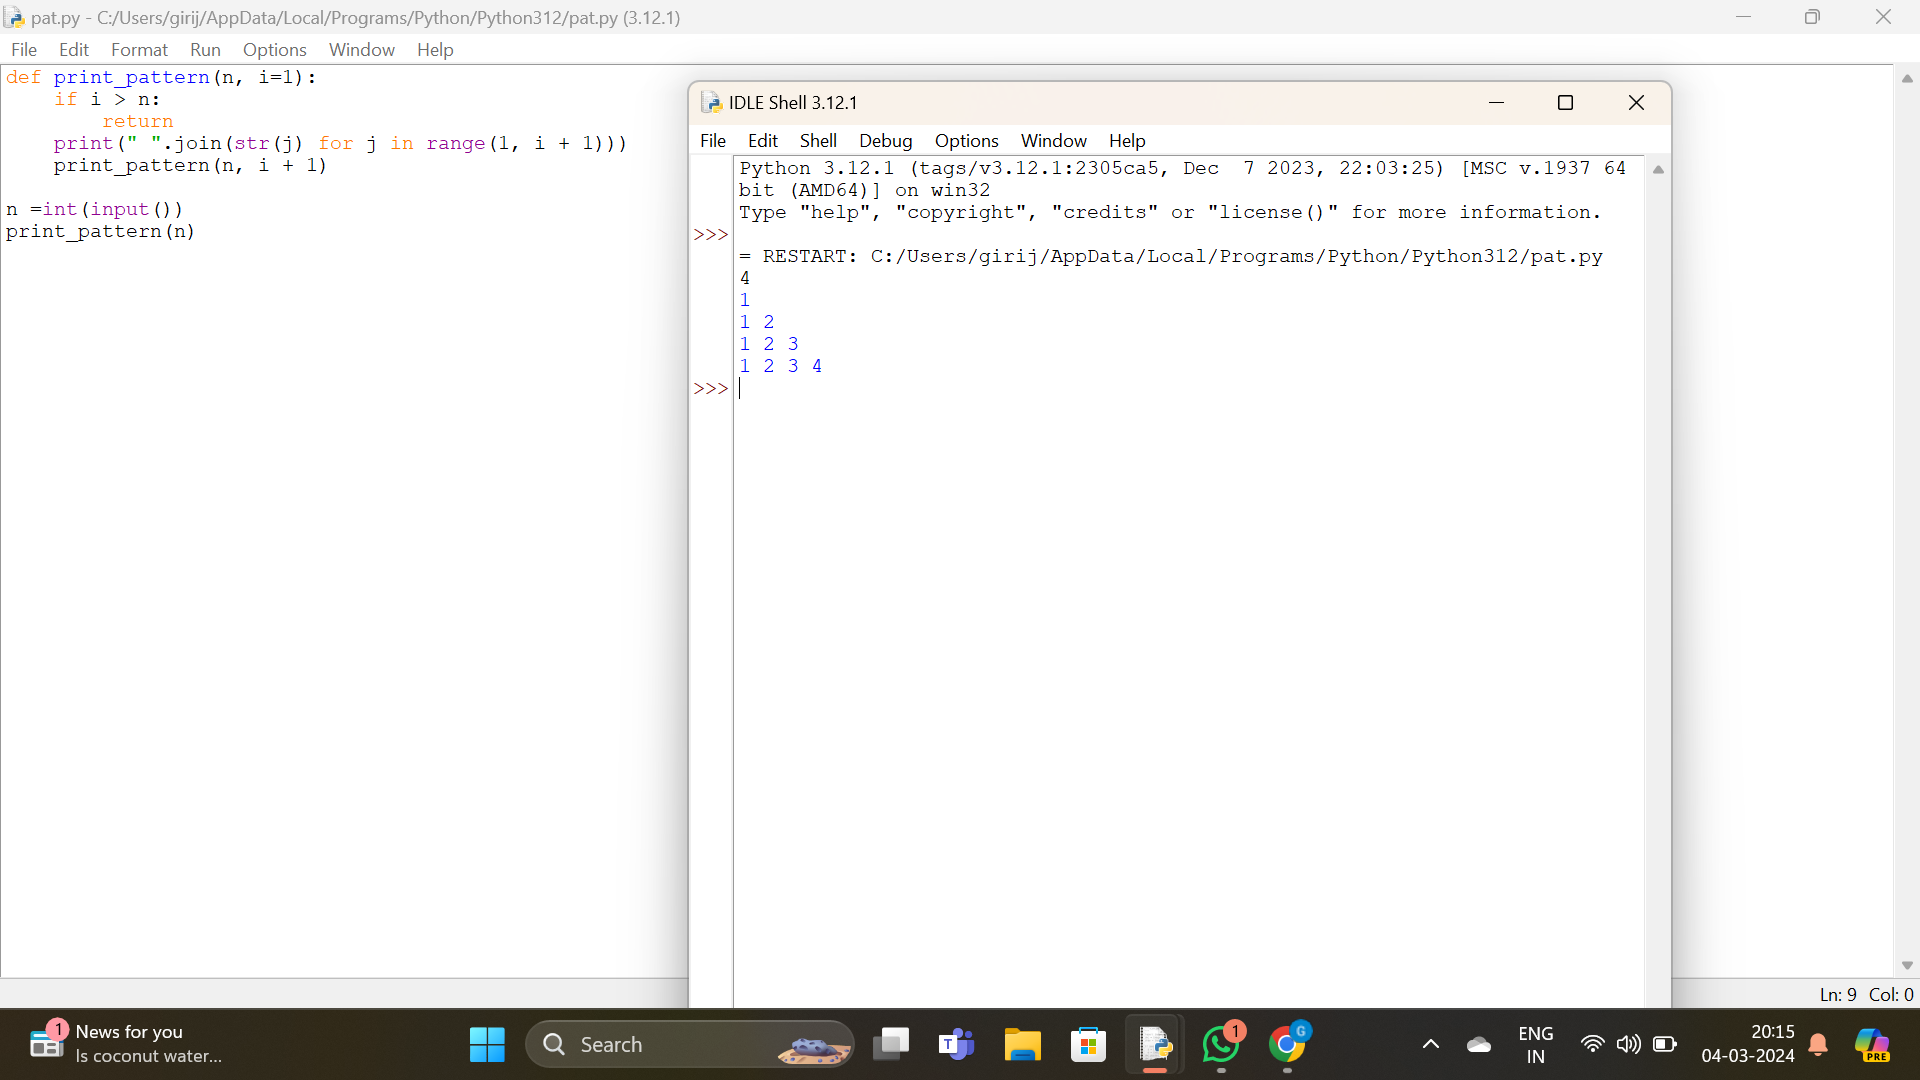 pat.py - C:/Users/girij/AppData/Local/Programs/Python/Python312/pat.py (3.12.1)
File Edit Format Run Options Window Help
def print_pattern(n, i=1):
    if i > n:
        return
    print(" ".join(str(j) for j in range(1, i + 1)))
    print_pattern(n, i + 1)
n =int(input())
print_pattern(n)
IDLE Shell 3.12.1
File Edit Shell Debug Options Window Help
Python 3.12.1 (tags/v3.12.1:2305ca5, Dec  7 2023, 22:03:25) [MSC v.1937 64
bit (AMD64)] on win32
Type "help", "copyright", "credits" or "license()" for more information.
>>>
= RESTART: C:/Users/girij/AppData/Local/Programs/Python/Python312/pat.py
4
1
1 2
1 2 3
1 2 3 4
>>>
Ln: 9 Col: 0
1
News for you
Is coconut water...
Search
T
1
G
ENG
IN
20:15
04-03-2024
PRE